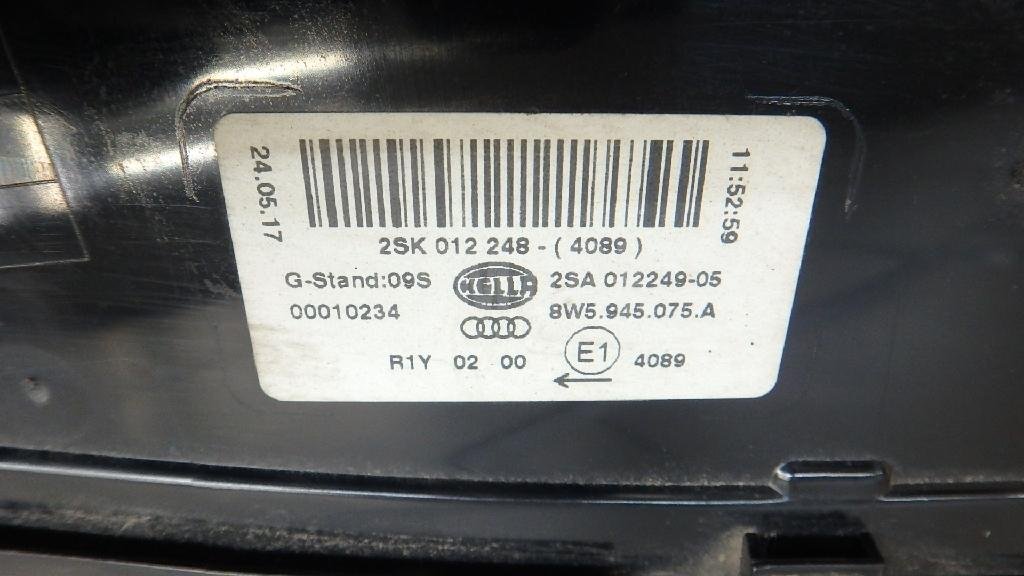 24.05.17
11:52:59
2SK 012 248 - ( 4089 )
G-Stand:09S HELLA 2SA 012249-05
00010234 8W5.945.075.A
R1Y 02 00 E1 4089